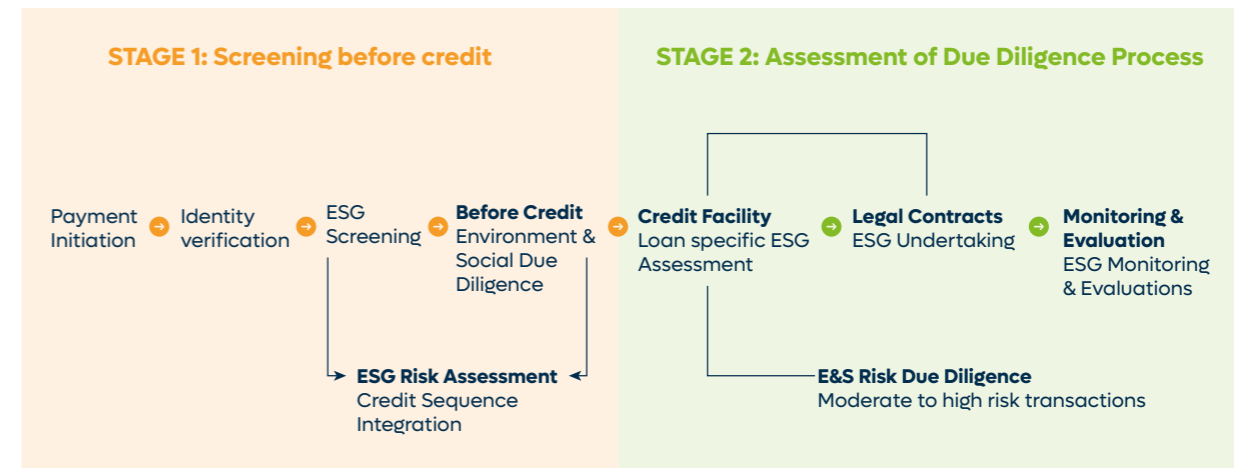 STAGE 1: Screening before credit
STAGE 2: Assessment of Due Diligence Process
Payment
Initiation
Identity
verification
ESG
Screening
Before Credit
Environment &
Social Due
Diligence
Credit Facility
Loan specific ESG
Assessment
Legal Contracts
ESG Undertaking
Monitoring &
Evaluation
ESG Monitoring
& Evaluations
ESG Risk Assessment
Credit Sequence
Integration
E&S Risk Due Diligence
Moderate to high risk transactions